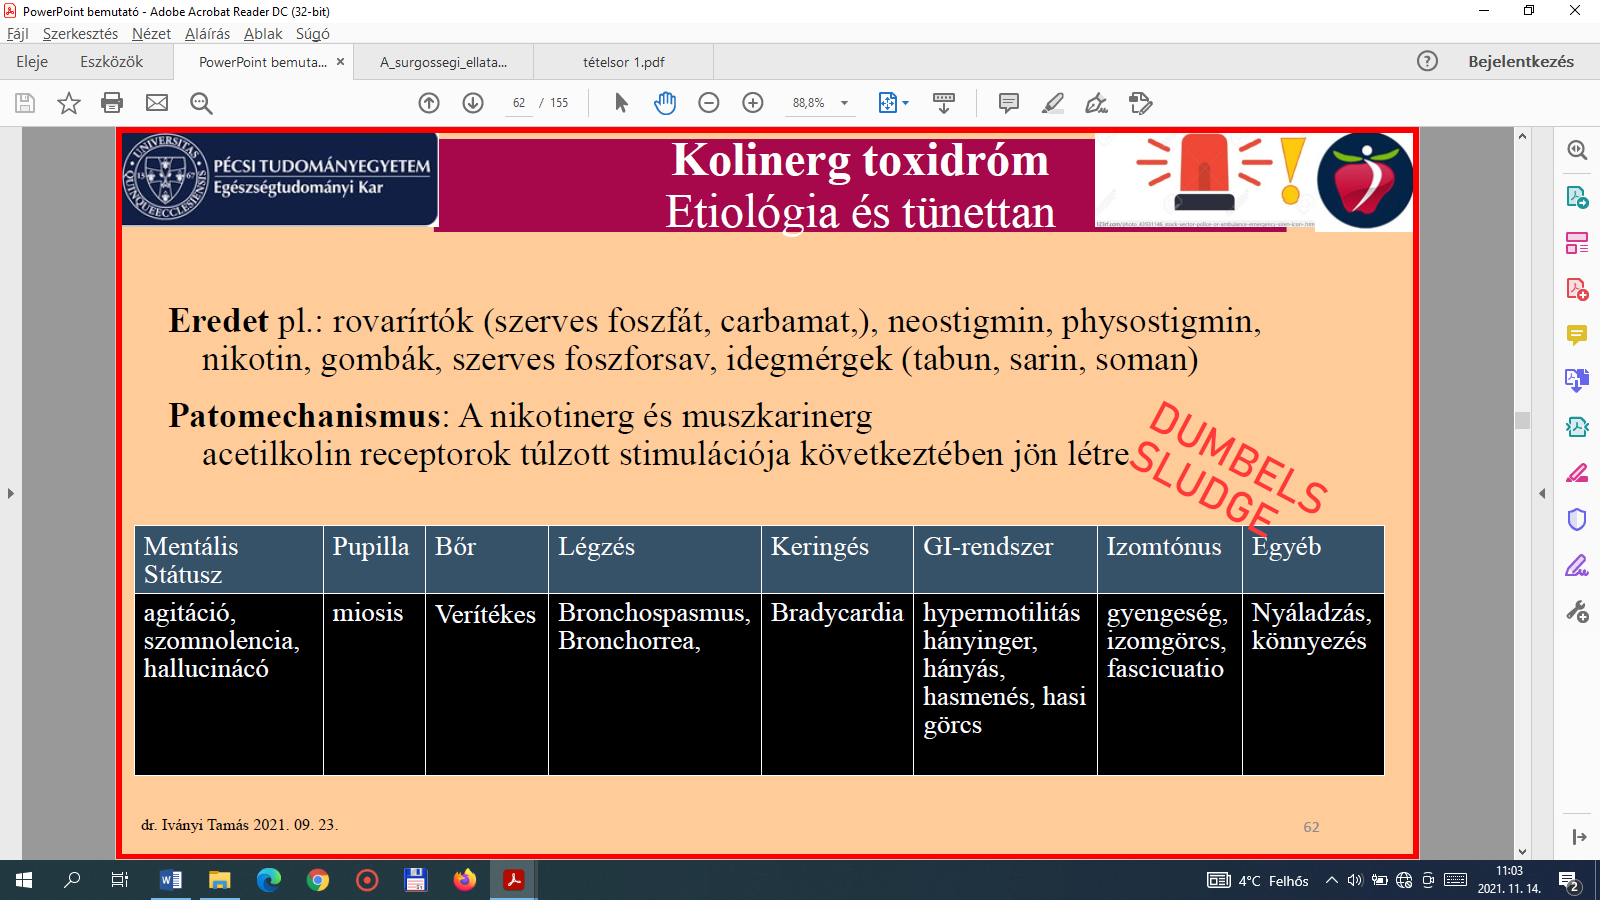 PowerPoint bemutató - Adobe Acrobat Reader DC (32-bit)
Fájl Szerkesztés Nézet Aláírás Ablak Súgó
Eleje Eszközök PowerPoint bemuta... × A_surgossegi_ellata... tételsor 1.pdf Bejelentkezés
62 / 155 88,8%
PÉCSI TUDOMÁNYEGYETEM
Egészségtudományi Kar
Kolinerg toxidróm
Etiológia és tünettan
Eredet pl.: rovarírtók (szerves foszfát, carbamat,), neostigmin, physostigmin,
nikotin, gombák, szerves foszforsav, idegmérgek (tabun, sarin, soman)
Patomechanismus: A nikotinerg és muszkarinerg
acetilkolin receptorok túlzott stimulációja következtében jön létre
DUMBELS
SLUDGE
Mentális
Státusz
Pupilla
Bőr
Légzés
Keringés
GI-rendszer
Izomtónus
Egyéb
agitáció,
szomnolencia,
hallucinácó
miosis
Verítékes
Bronchospasmus,
Bronchorrea,
Bradycardia
hypermotilitás
hányinger,
hányás,
hasmenés, hasi
görcs
gyengeség,
izomgörcs,
fascicuatio
Nyáladzás,
könnyezés
dr. Iványi Tamás 2021. 09. 23.
62
4°C Felhős
11:03
2021. 11. 14.
2